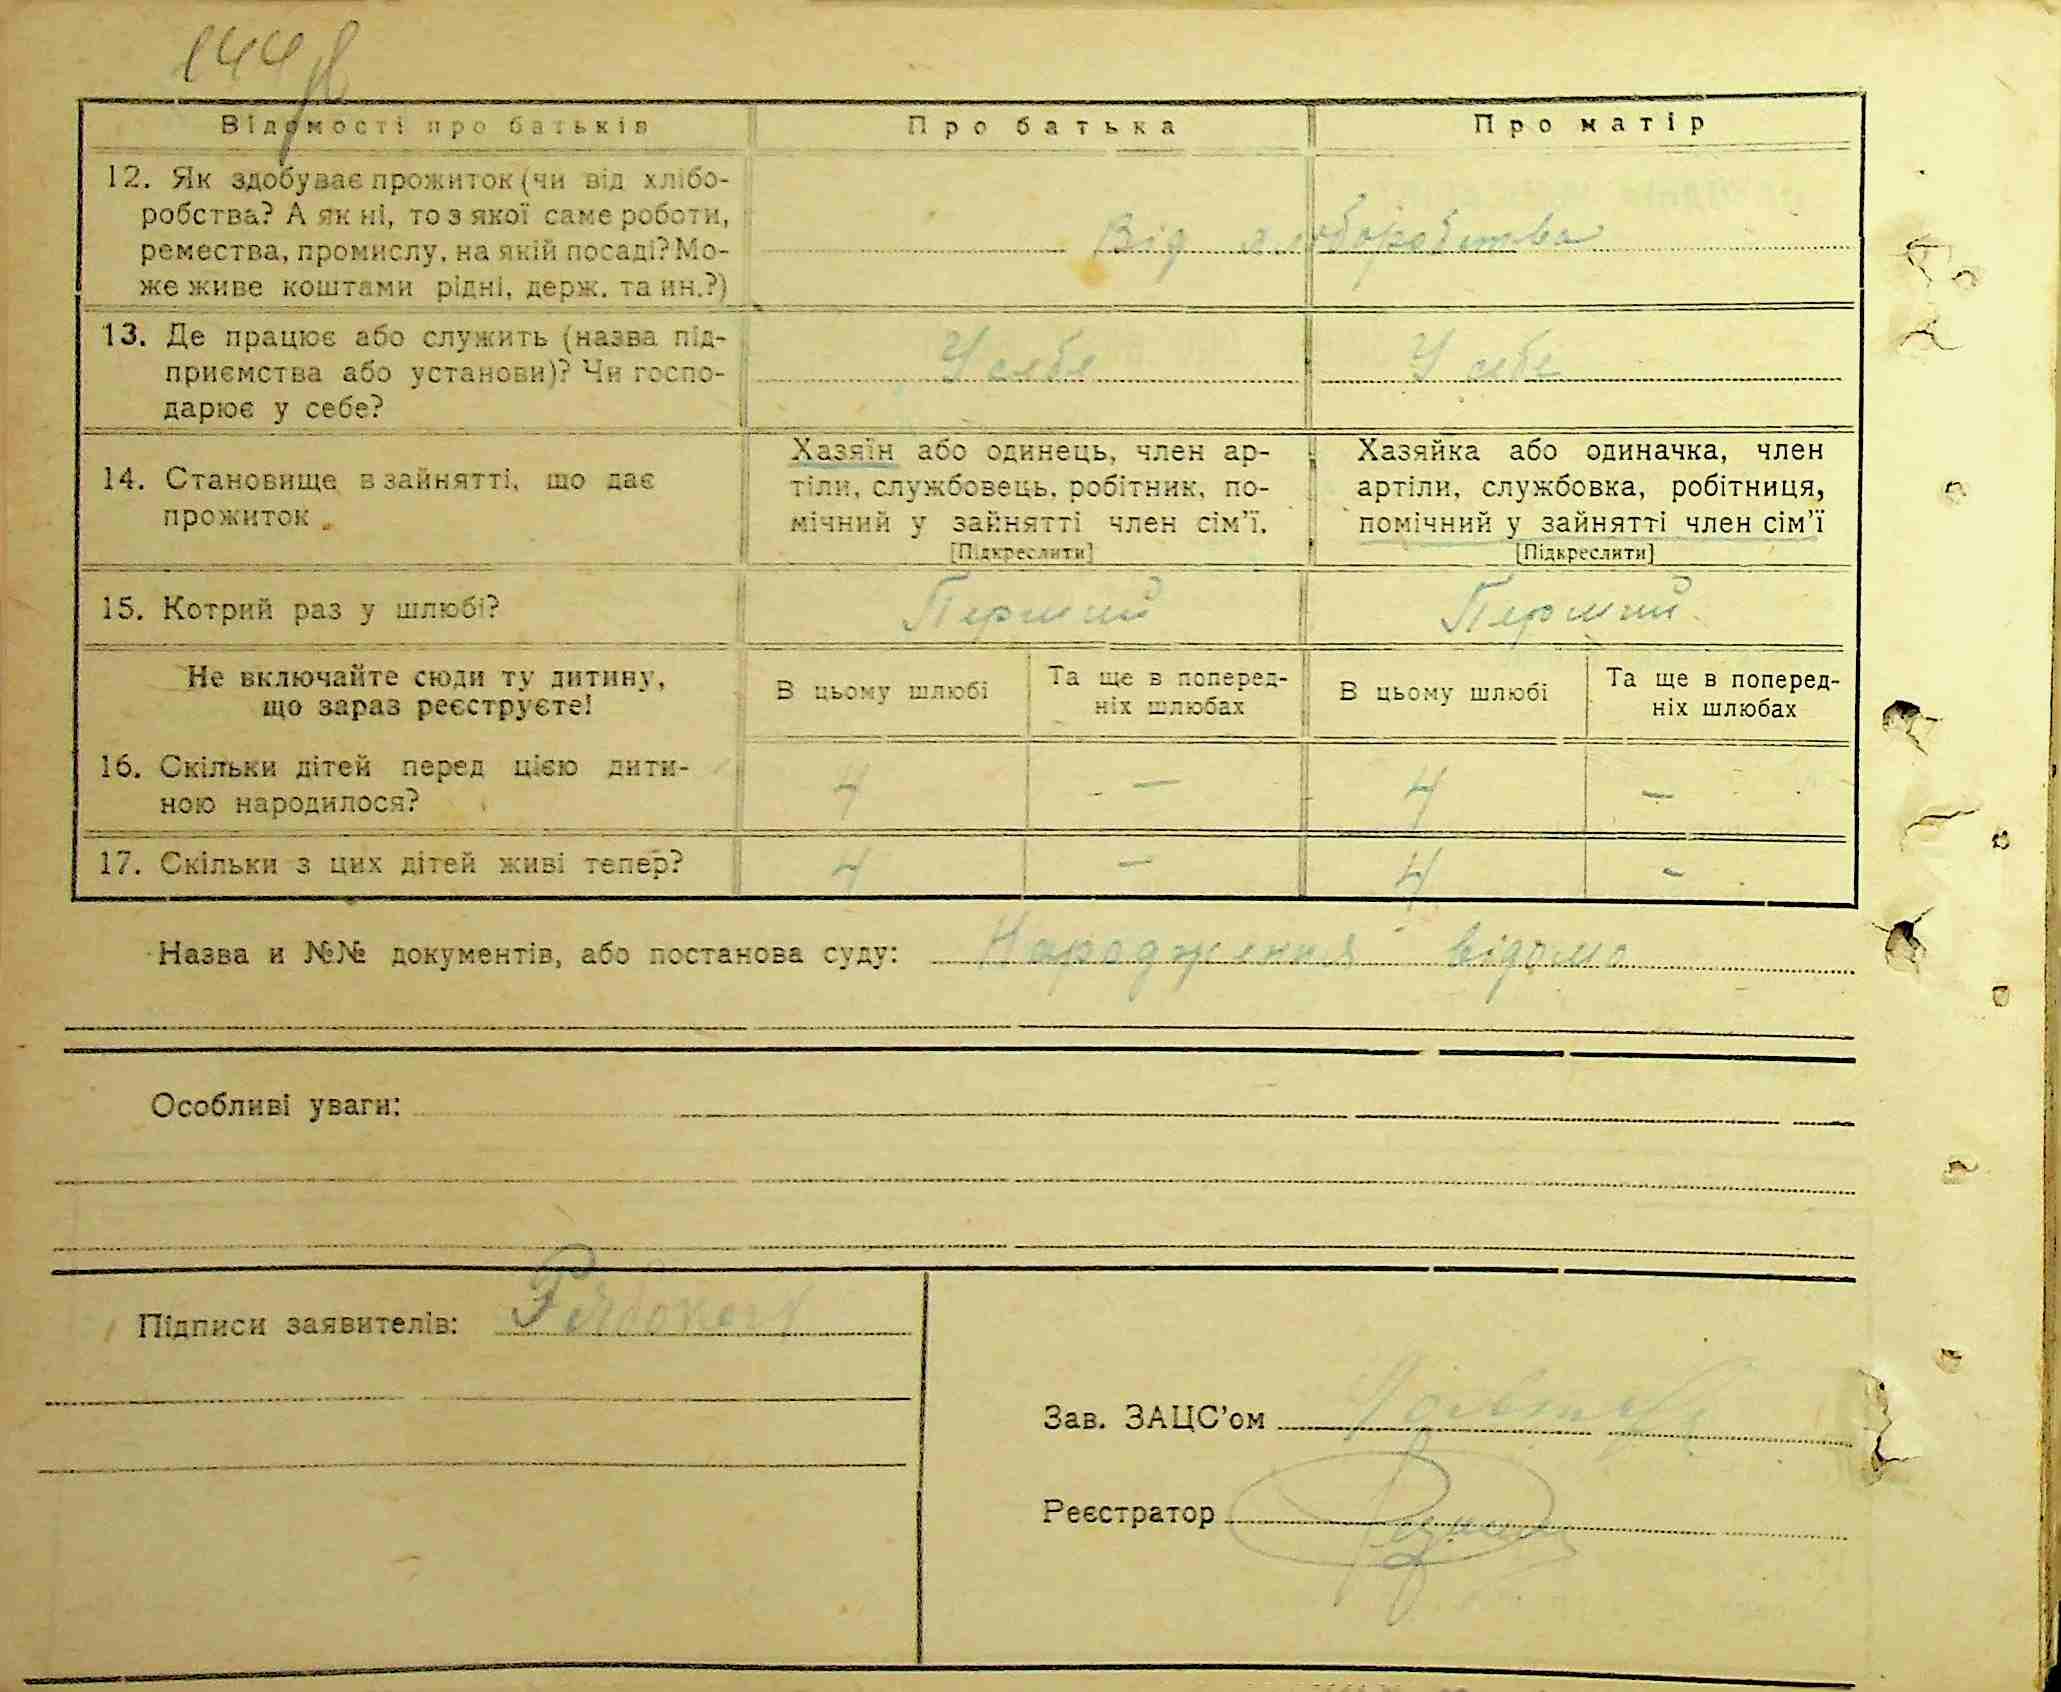 144
Відомості про батьків
Про батька
Про матір
12. Як здобуває прожиток (чи від хлібо-
робства? А як ні, то з якої саме роботи,
ремества, промислу, на якій посаді? Мо-
же живе коштами рідні, держ. та ин.?)
Від хліборобства
13. Де працює або служить (назва під-
приємства або установи)? Чи госпо-
дарює у себе?
У себе
У себе
14. Становище в зайнятті, що дає
прожиток
Хазяїн або одинець, член ар-
тіли, службовець, робітник, по-
мічний у зайнятті член сім'ї.
[Підкреслити]
Хазяйка або одиначка, член
артіли, службовка, робітниця,
помічний у зайнятті член сім'ї
[Підкреслити]
15. Котрий раз у шлюбі?
Перший
Перший
Не включайте сюди ту дитину,
що зараз реєструєте!
В цьому шлюбі
Та ще в поперед-
ніх шлюбах
В цьому шлюбі
Та ще в поперед-
ніх шлюбах
16. Скільки дітей перед цією дити-
ною народилося?
4 — 4 —
17. Скільки з цих дітей живі тепер?
4 — 4 -
Назва и №№ документів, або постанова суду: Народження відомо
Особливі уваги:
Підписи заявителів:
Зав. ЗАЦС'ом
Реєстратор